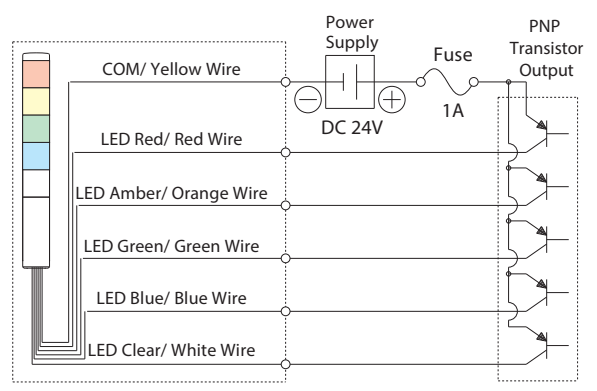 Power
Supply
PNP
Transistor
Output
Fuse
COM/ Yellow Wire
DC 24V
1A
LED Red/ Red Wire
LED Amber/ Orange Wire
LED Green/ Green Wire
LED Blue/ Blue Wire
LED Clear/ White Wire